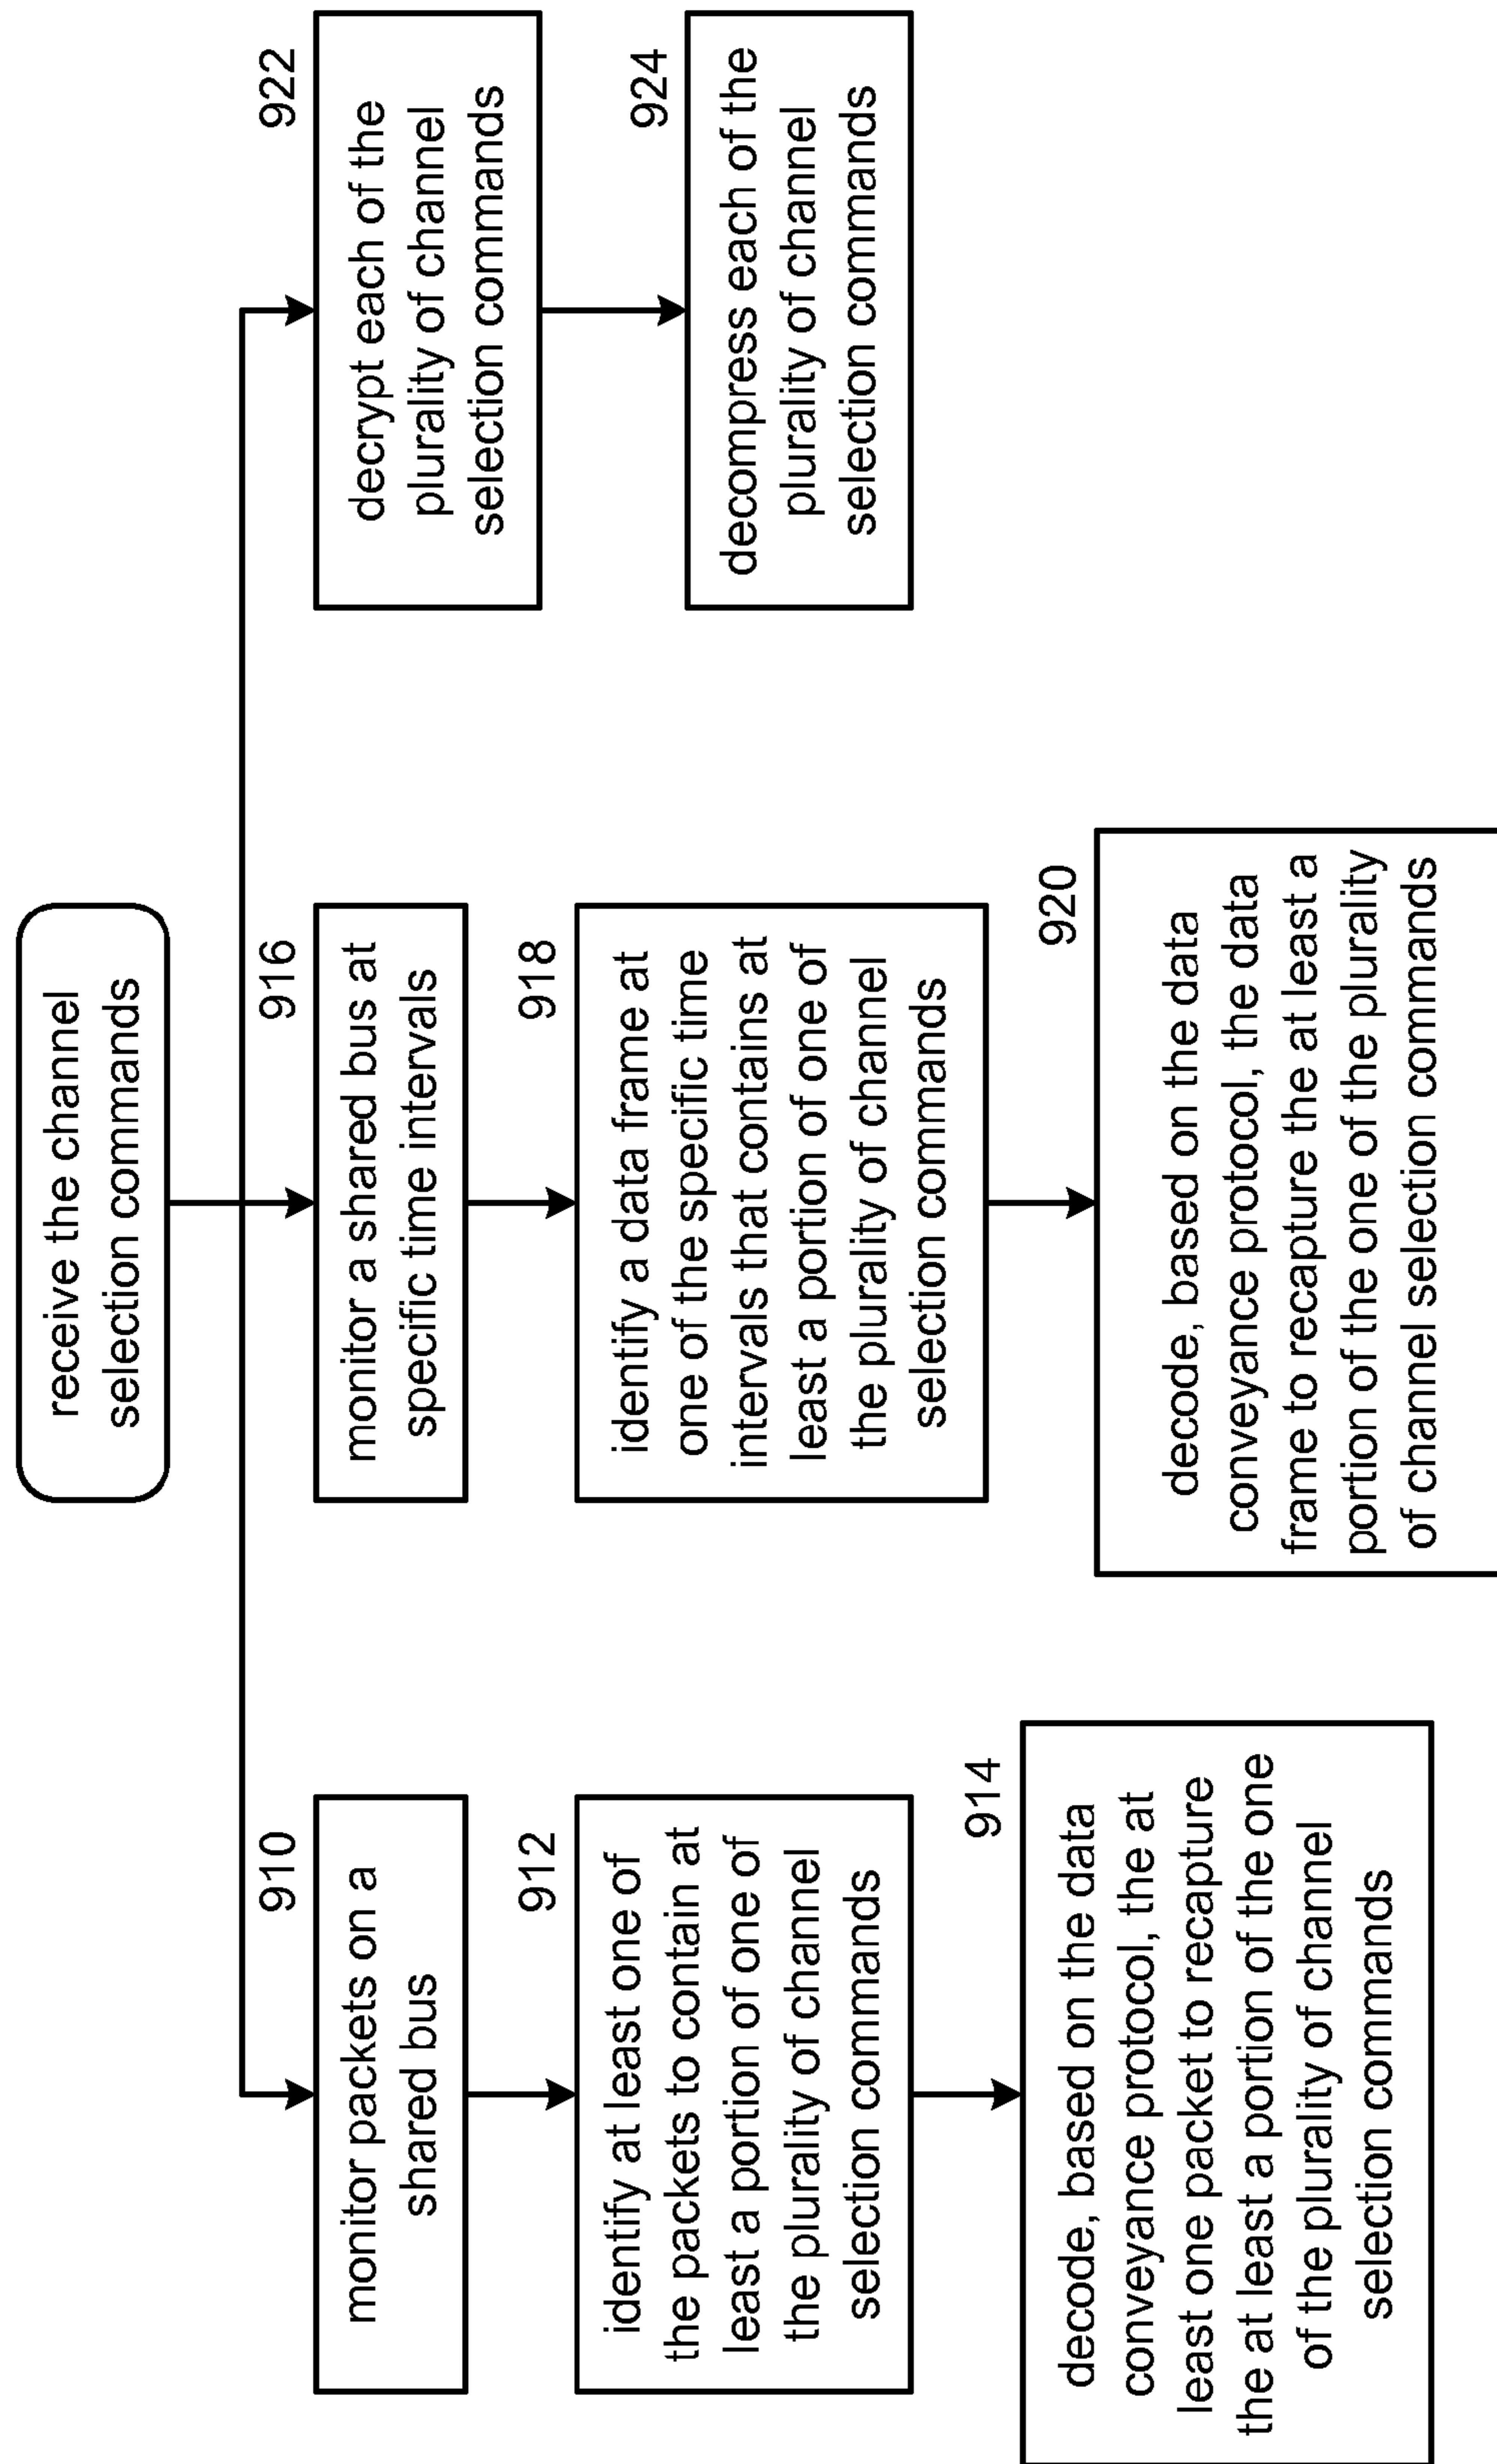 receive the channel
selection commands
910
monitor packets on a
shared bus
912
identify at least one of
the packets to contain at
least a portion of one of
the plurality of channel
selection commands
914
decode, based on the data
conveyance protocol, the at
least one packet to recapture
the at least a portion of the one
of the plurality of channel
selection commands
916
monitor a shared bus at
specific time intervals
918
identify a data frame at
one of the specific time
intervals that contains at
least a portion of one of
the plurality of channel
selection commands
920
decode, based on the data
conveyance protocol, the data
frame to recapture the at least a
portion of the one of the plurality
of channel selection commands
922
decrypt each of the
plurality of channel
selection commands
924
decompress each of the
plurality of channel
selection commands